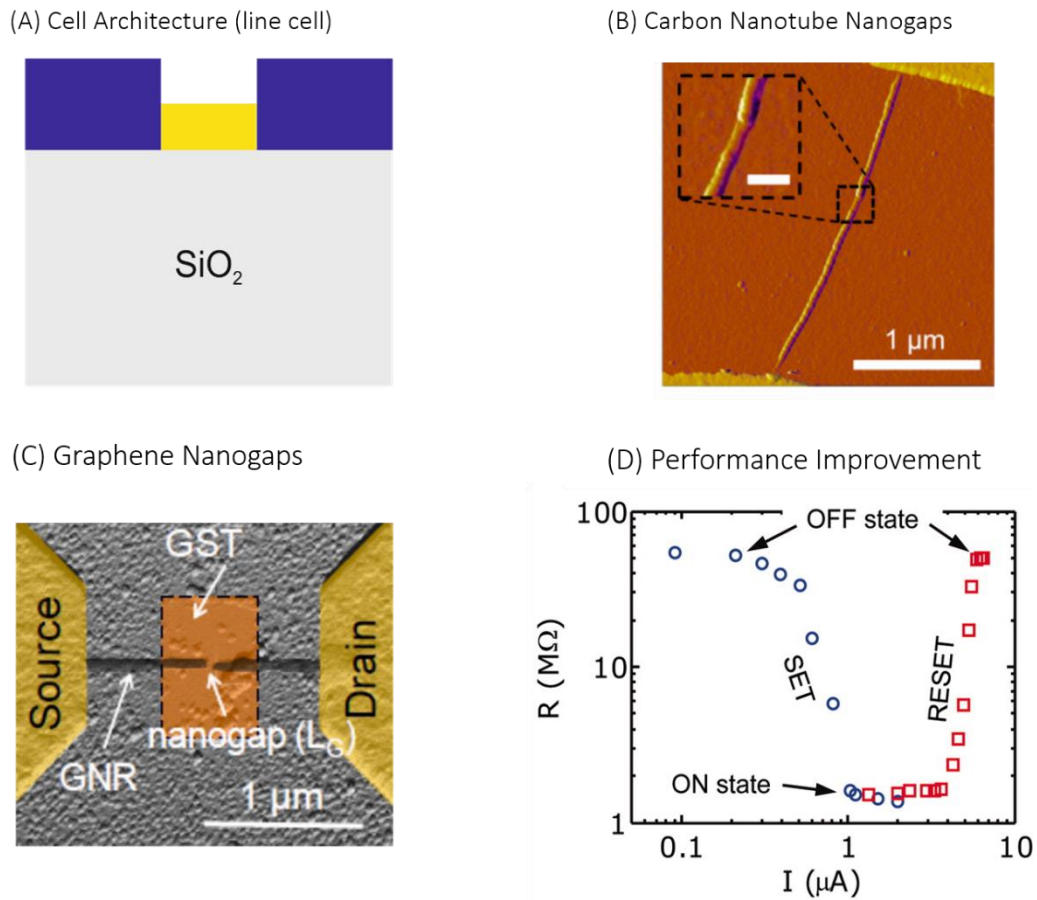 (A) Cell Architecture (line cell)
SiO₂
(B) Carbon Nanotube Nanogaps
1 μm
(C) Graphene Nanogaps
Source
GST
Drain
nanogap (L_G)
GNR
1 μm
(D) Performance Improvement
R (MΩ)
100
10
1
OFF state
SET
RESET
ON state
0.1
1
10
I (μA)